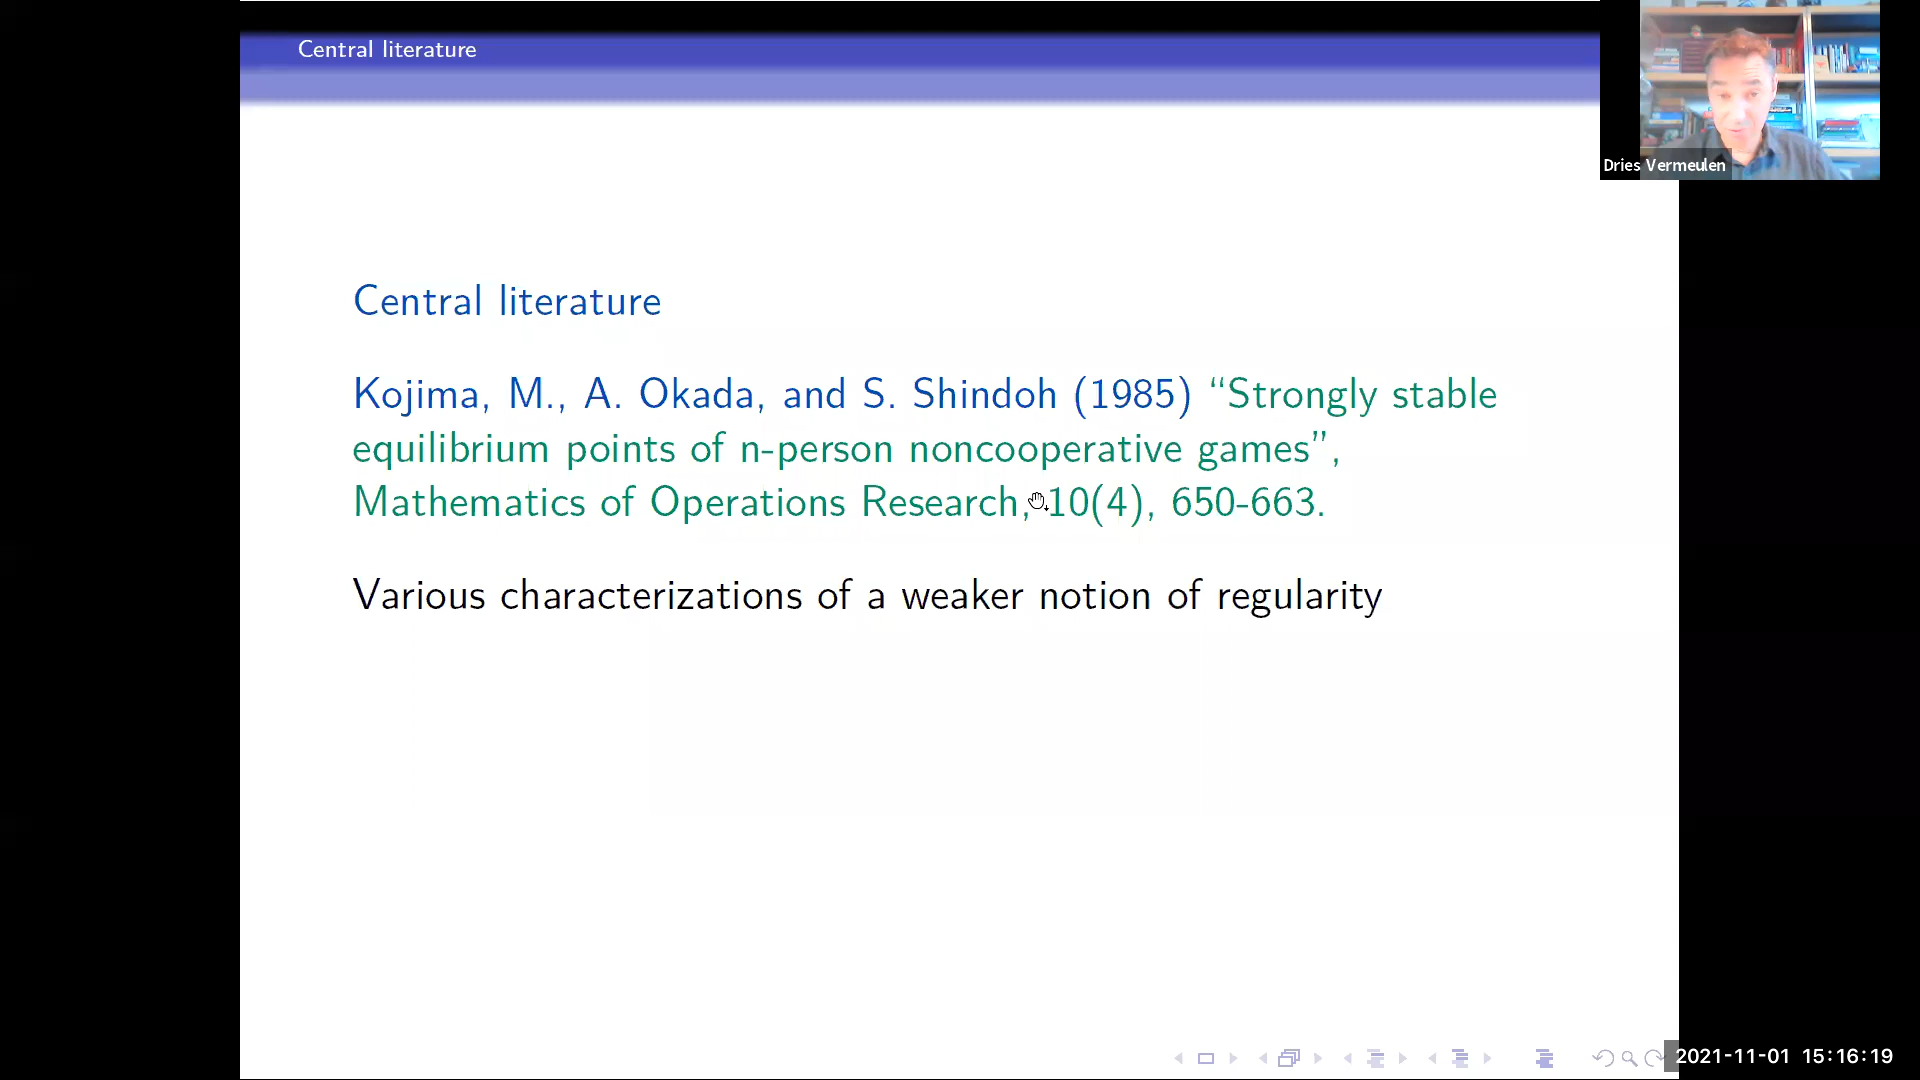 Central literature
Dries Vermeulen
Central literature
Kojima, M., A. Okada, and S. Shindoh (1985) “Strongly stable
equilibrium points of n-person noncooperative games”,
Mathematics of Operations Research, 10(4), 650-663.
Various characterizations of a weaker notion of regularity
2021-11-01 15:16:19